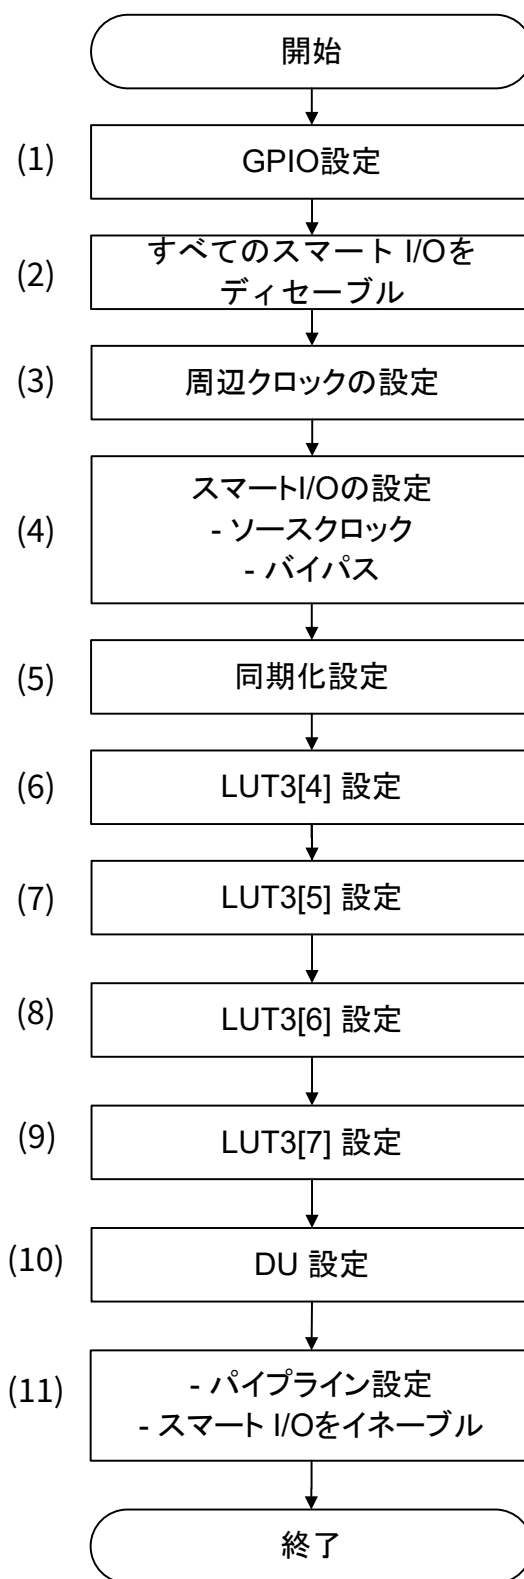 開始
(1)
GPIO設定
(2)
すべてのスマート I/Oを
ディセーブル
(3)
周辺クロックの設定
(4)
スマートI/Oの設定
- ソースクロック
- バイパス
(5)
同期化設定
(6)
LUT3[4] 設定
(7)
LUT3[5] 設定
(8)
LUT3[6] 設定
(9)
LUT3[7] 設定
(10)
DU 設定
(11)
- パイプライン設定
- スマート I/Oをイネーブル
終了